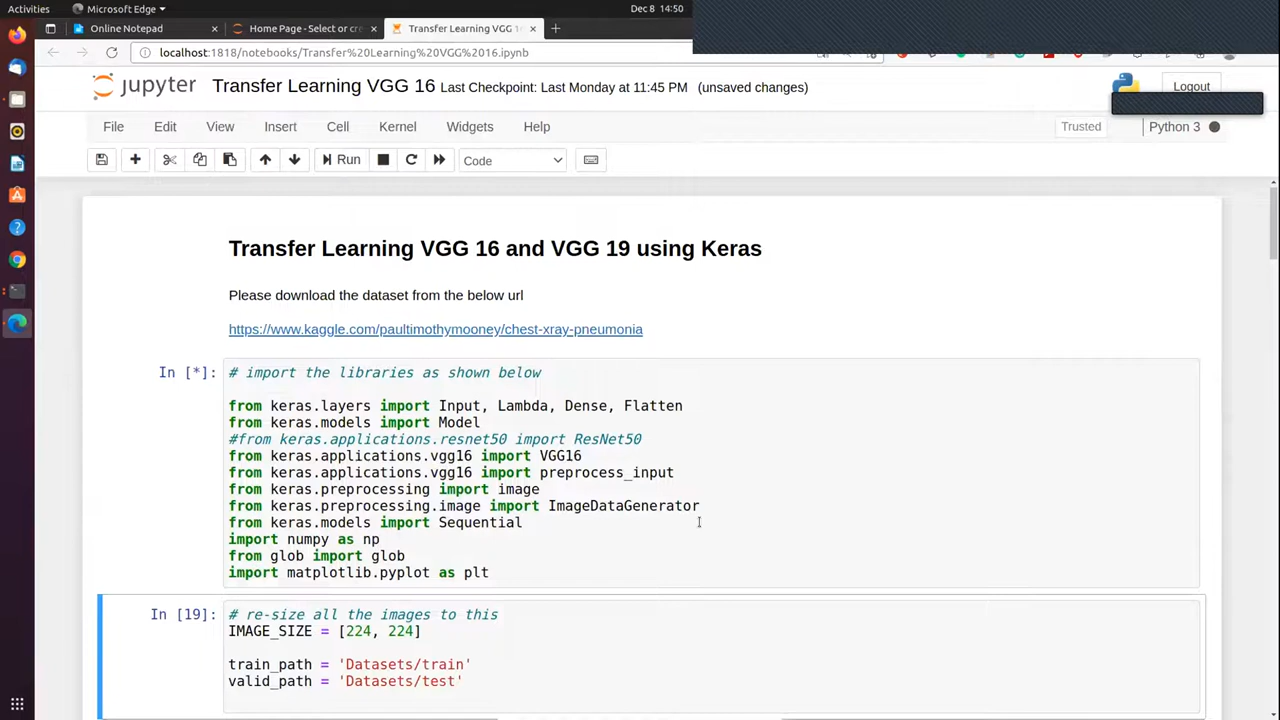 Activities
Microsoft Edge
Dec 8 14:50
Online Notepad
Home Page - Select or cre
Transfer Learning VGG 1
localhost:1818/notebooks/Transfer%20Learning%20VGG%2016.ipynb
jupyter
Transfer Learning VGG 16 Last Checkpoint: Last Monday at 11:45 PM (unsaved changes)
Logout
File Edit View Insert Cell Kernel Widgets Help
Trusted
Python 3
Run
Code
Transfer Learning VGG 16 and VGG 19 using Keras
Please download the dataset from the below url
https://www.kaggle.com/paultimothymooney/chest-xray-pneumonia
In [*]:
# import the libraries as shown below
from keras.layers import Input, Lambda, Dense, Flatten
from keras.models import Model
#from keras.applications.resnet50 import ResNet50
from keras.applications.vgg16 import VGG16
from keras.applications.vgg16 import preprocess_input
from keras.preprocessing import image
from keras.preprocessing.image import ImageDataGenerator
from keras.models import Sequential
import numpy as np
from glob import glob
import matplotlib.pyplot as plt
In [19]:
# re-size all the images to this
IMAGE_SIZE = [224, 224]
train_path = 'Datasets/train'
valid_path = 'Datasets/test'